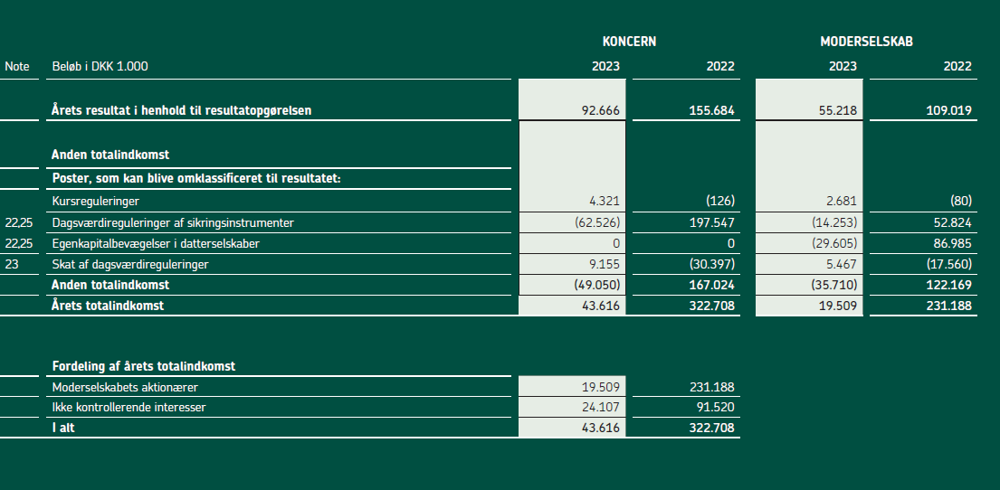 KONCERN MODERSELSKAB
Note Beløb i DKK 1.000 2023 2022 2023 2022
Årets resultat i henhold til resultatopgørelsen 92.666 155.684 55.218 109.019
Anden totalindkomst
Poster, som kan blive omklassificeret til resultatet:
Kursreguleringer 4.321 (126) 2.681 (80)
22,25 Dagsværdireguleringer af sikringsinstrumenter (62.526) 197.547 (14.253) 52.824
22,25 Egenkapitalbevægelser i datterselskaber 0 0 (29.605) 86.985
23 Skat af dagsværdireguleringer 9.155 (30.397) 5.467 (17.560)
Anden totalindkomst (49.050) 167.024 (35.710) 122.169
Årets totalindkomst 43.616 322.708 19.509 231.188
Fordeling af årets totalindkomst
Moderselskabets aktionærer 19.509 231.188
Ikke kontrollerende interesser 24.107 91.520
I alt 43.616 322.708